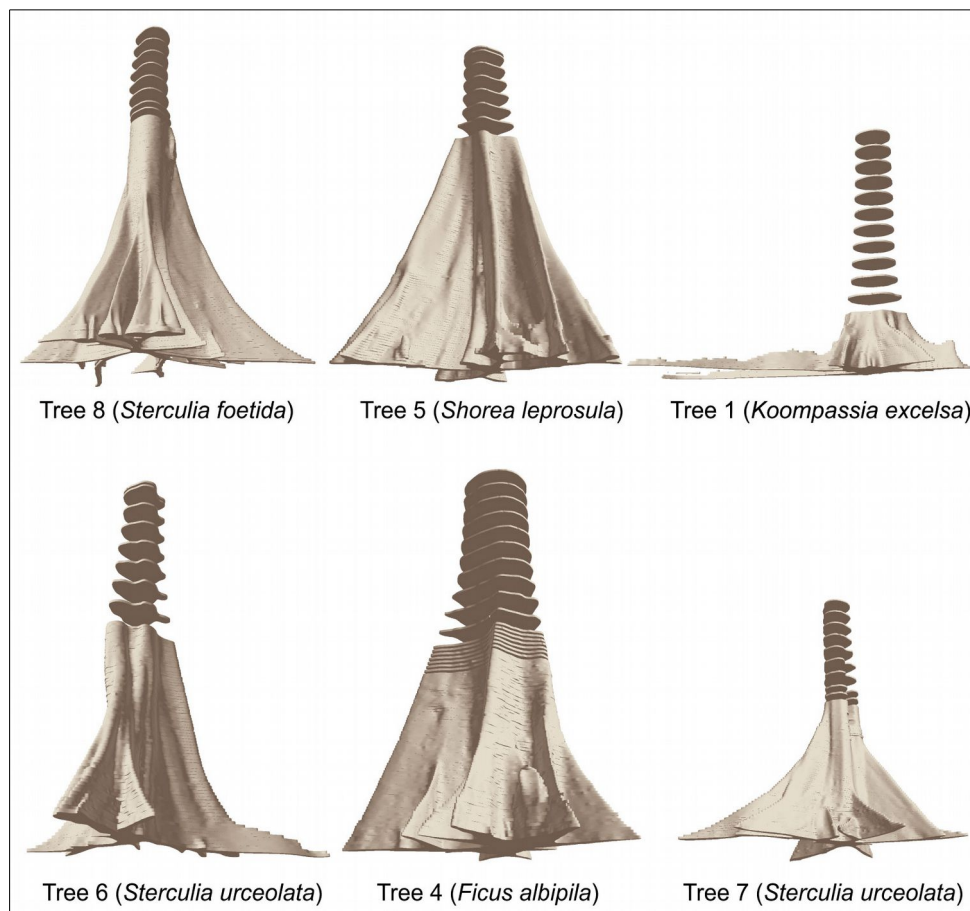 Tree 8 (Sterculia foetida)
Tree 5 (Shorea leprosula)
Tree 1 (Koompassia excelsa)
Tree 6 (Sterculia urceolata)
Tree 4 (Ficus albipila)
Tree 7 (Sterculia urceolata)